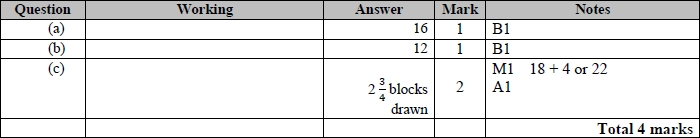 Question Working Answer Mark Notes
(a) 16 1 B1
(b) 12 1 B1
(c) M1 18 + 4 or 22
2 3/4 blocks 2 A1
drawn
Total 4 marks